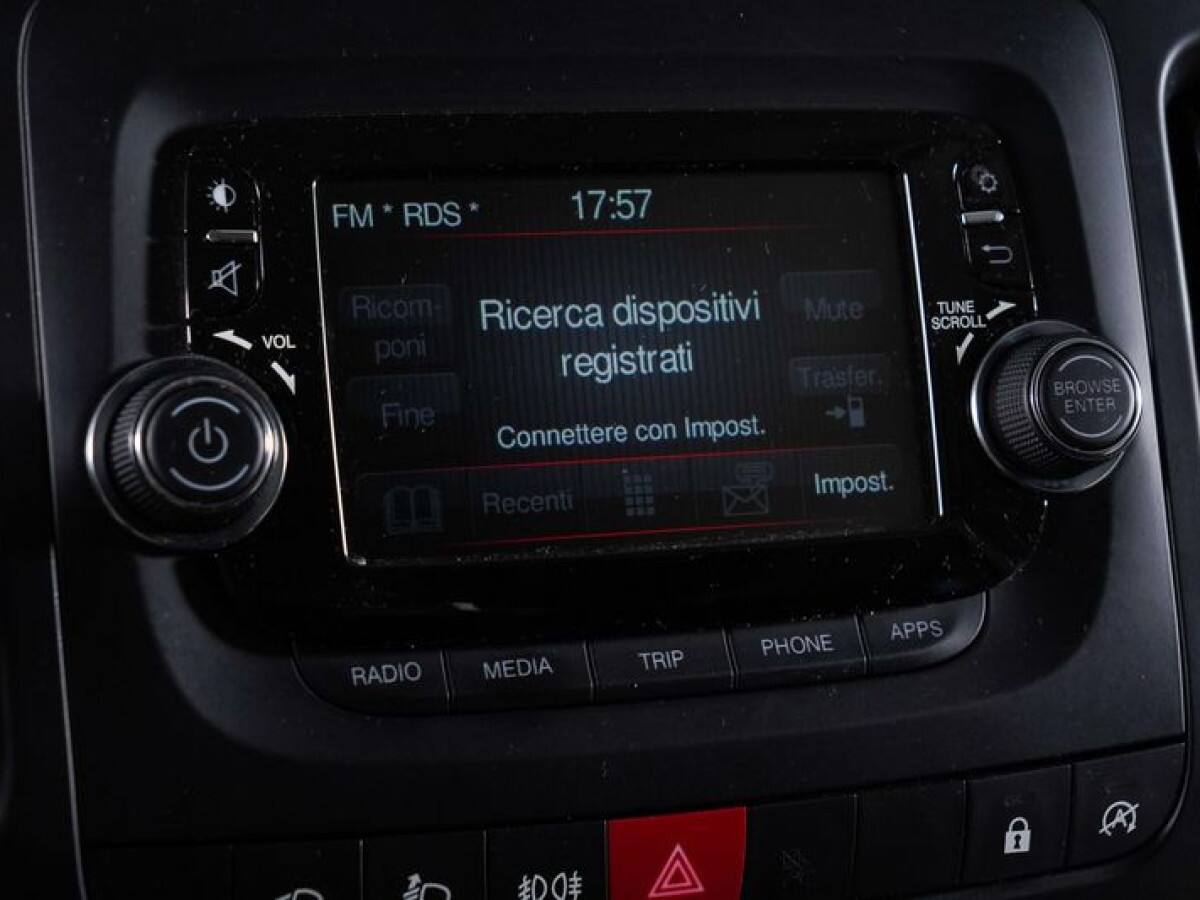 FM * RDS * 17:57
Ricom-
poni
Ricerca dispositivi
registrati
Mute
Fine
Trasfer.
Connettere con Impost.
Recenti
Impost.
VOL
TUNE
SCROLL
BROWSE
ENTER
RADIO MEDIA TRIP PHONE APPS
A